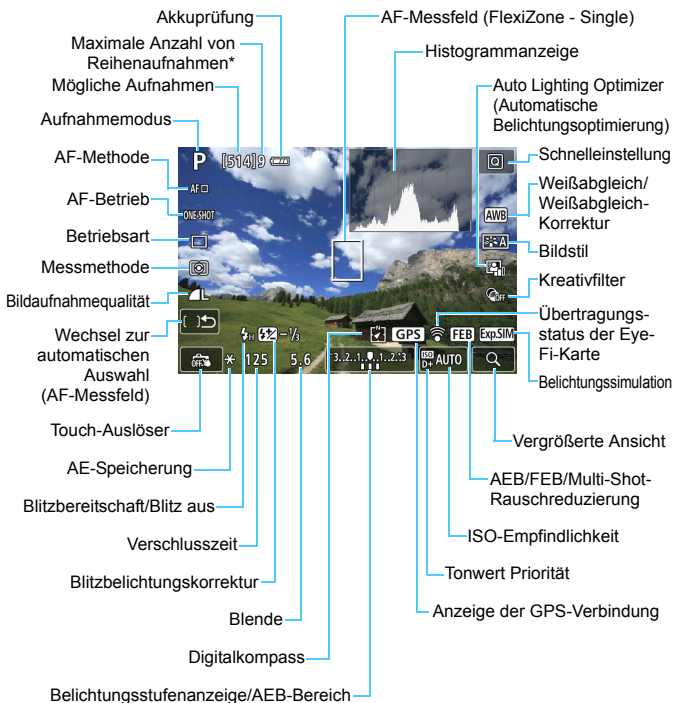 Akkuprüfung
Maximale Anzahl von
Reihenaufnahmen*
Mögliche Aufnahmen
Aufnahmemodus
AF-Methode
AF-Betrieb
Betriebsart
Messmethode
Bildaufnahmequalität
Wechsel zur
automatischen
Auswahl
(AF-Messfeld)
Touch-Auslöser
AE-Speicherung
Blitzbereitschaft/Blitz aus
Verschlusszeit
Blitzbelichtungskorrektur
Blende
Digitalkompass
Belichtungsstufenanzeige/AEB-Bereich
AF-Messfeld (FlexiZone - Single)
Histogrammanzeige
Auto Lighting Optimizer
(Automatische
Belichtungsoptimierung)
Schnelleinstellung
Weißabgleich/
Weißabgleich-
Korrektur
Bildstil
Kreativfilter
Übertragungs-
status der Eye-
Fi-Karte
Belichtungssimulation
Vergrößerte Ansicht
AEB/FEB/Multi-Shot-
Rauschreduzierung
ISO-Empfindlichkeit
Tonwert Priorität
Anzeige der GPS-Verbindung
P [514]9
Q
AF
ONE SHOT
AWB
A
L
OFF
H -⅓ GPS FEB Exp.SIM
OFF * 125 5.6 -3..2..1..0..1..2..:3 ISO D+ AUTO